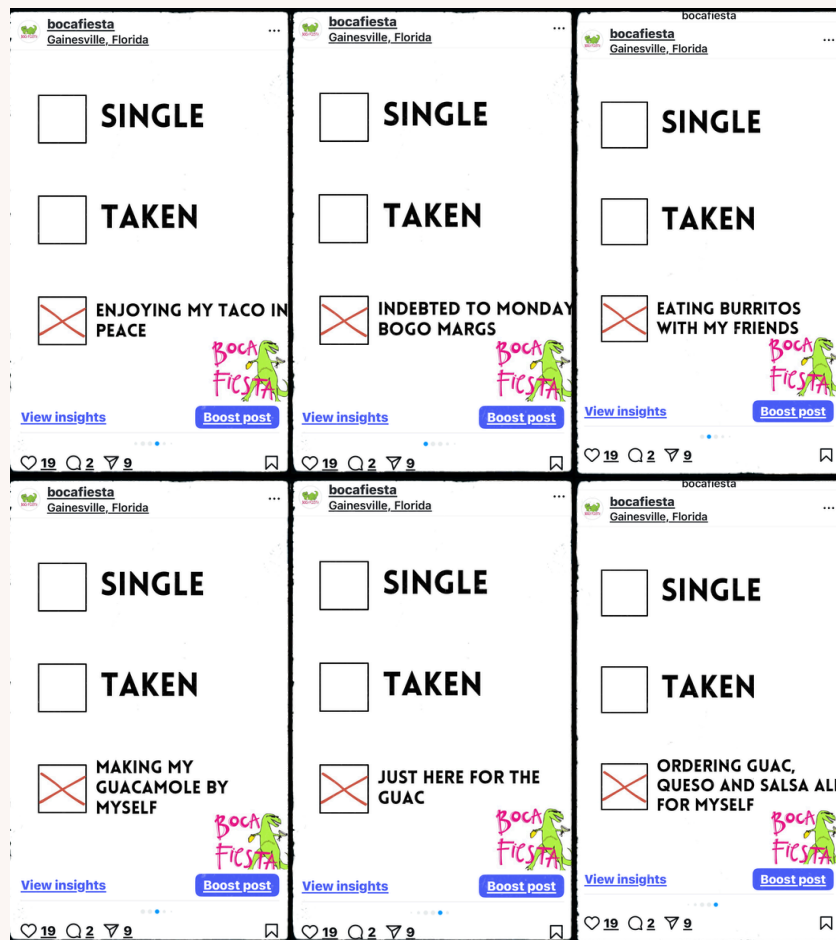 bocafiesta
Gainesville, Florida
SINGLE
TAKEN
ENJOYING MY TACO IN
PEACE
BOCA
FIESTA
View insights
Boost post
19 2 9
bocafiesta
Gainesville, Florida
SINGLE
TAKEN
INDEBTED TO MONDAY
BOGO MARGS
BOCA
FIESTA
View insights
Boost post
19 2 9
bocafiesta
bocafiesta
Gainesville, Florida
SINGLE
TAKEN
EATING BURRITOS
WITH MY FRIENDS
BOCA
FIESTA
View insights
Boost post
19 2 9
bocafiesta
Gainesville, Florida
SINGLE
TAKEN
MAKING MY
GUACAMOLE BY
MYSELF
BOCA
FIESTA
View insights
Boost post
19 2 9
bocafiesta
Gainesville, Florida
SINGLE
TAKEN
JUST HERE FOR THE
GUAC
BOCA
FIESTA
View insights
Boost post
19 2 9
bocafiesta
bocafiesta
Gainesville, Florida
SINGLE
TAKEN
ORDERING GUAC,
QUESO AND SALSA ALL
FOR MYSELF
BOCA
FIESTA
View insights
Boost post
19 2 9